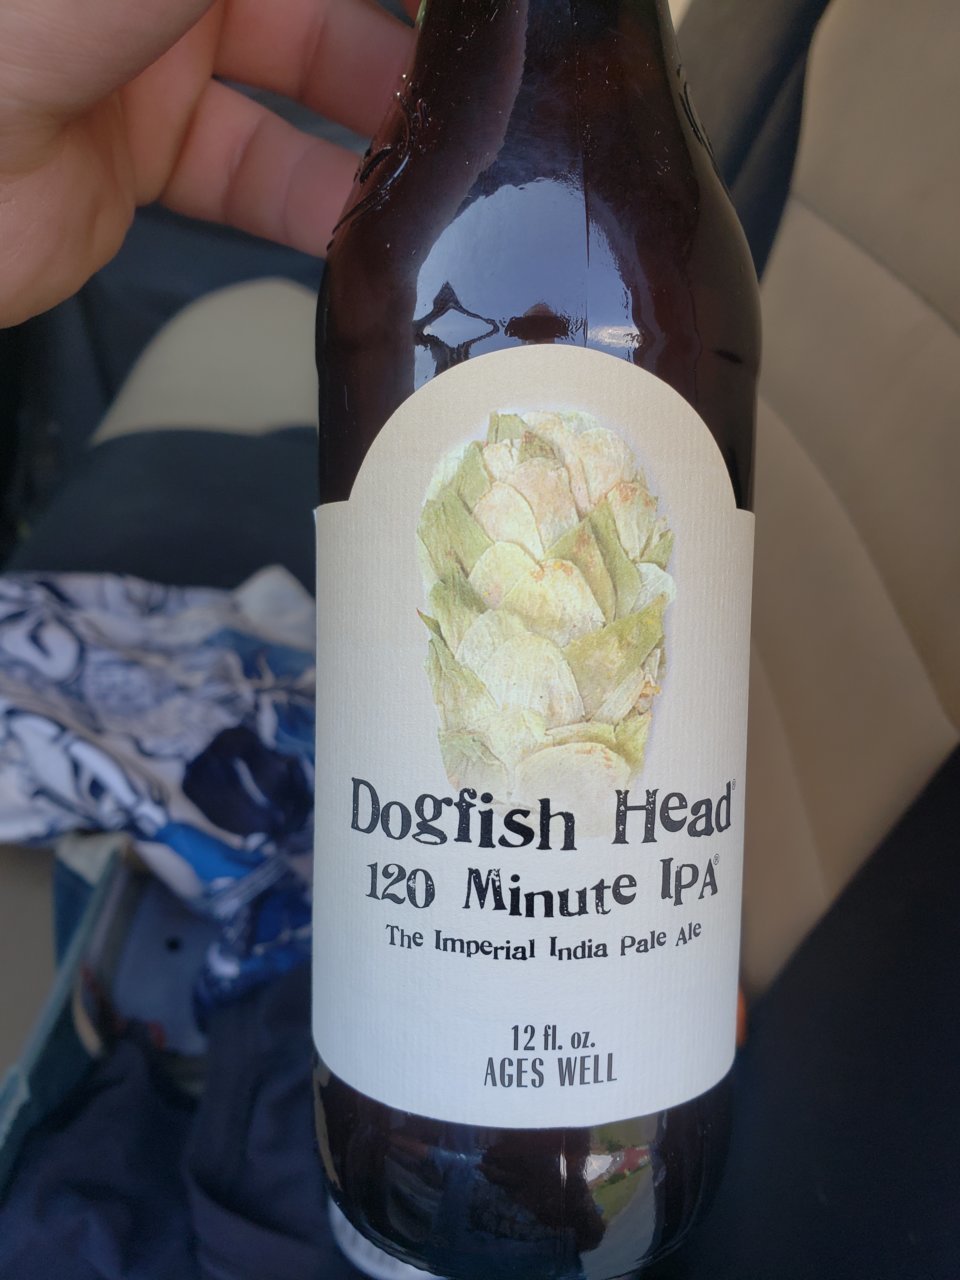 Dogfish Head®
120 Minute IPA®
The Imperial India Pale Ale
12 fl. oz.
AGES WELL